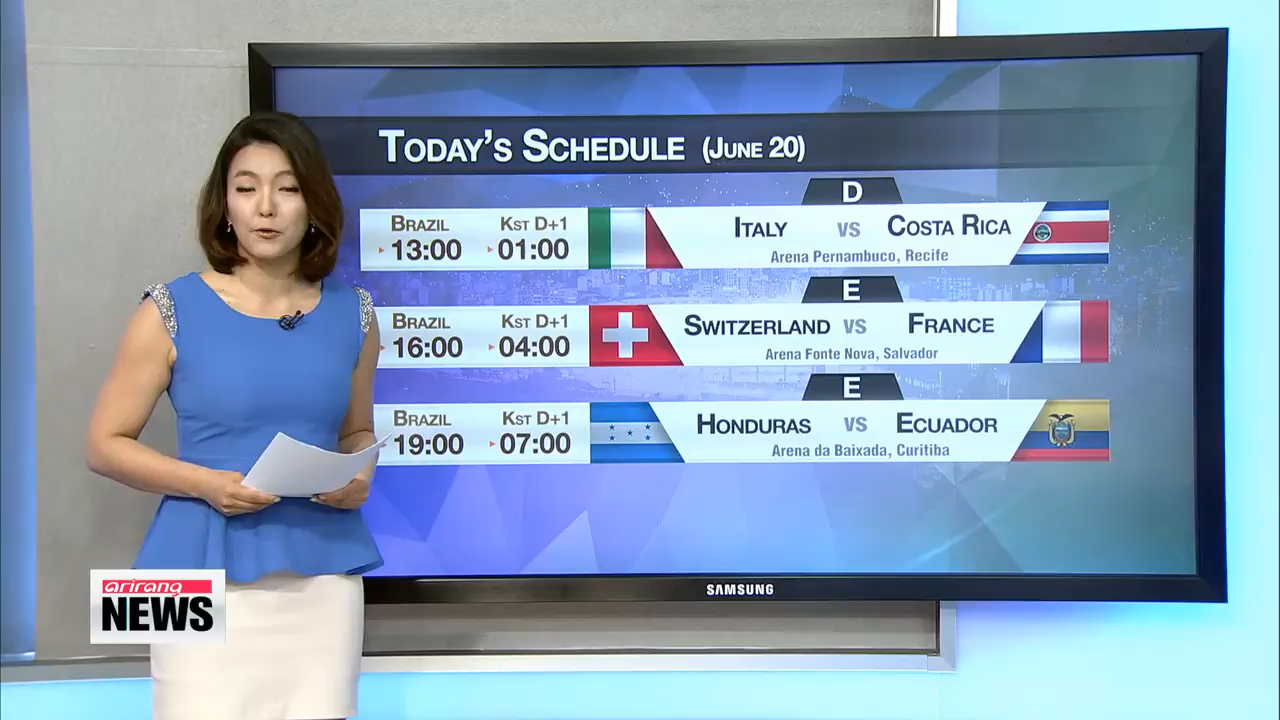 TODAY'S SCHEDULE (JUNE 20)
D
BRAZIL KST D+1
13:00 01:00
ITALY VS COSTA RICA
Arena Pernambuco, Recife
E
BRAZIL KST D+1
16:00 04:00
SWITZERLAND VS FRANCE
Arena Fonte Nova, Salvador
E
BRAZIL KST D+1
19:00 07:00
HONDURAS VS ECUADOR
Arena da Baixada, Curitiba
SAMSUNG
arirang
NEWS